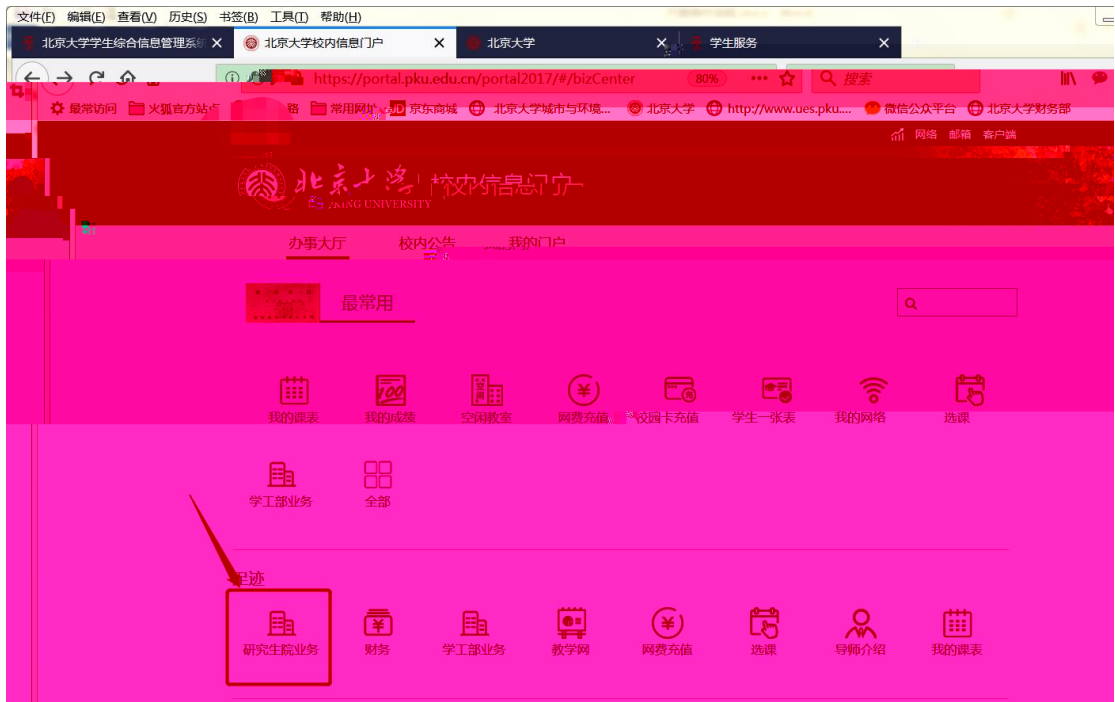 文件(F) 编辑(E) 查看(V) 历史(S) 书签(B) 工具(T) 帮助(H)
北京大学学生综合信息管理系统 北京大学校内信息门户 北京大学 学生服务
https://portal.pku.edu.cn/portal2017/#/bizCenter 80% 搜索
最常访问 火狐官方站点 常用网址 JD 京东商城 北京大学城市与环境... 北京大学 http://www.ues.pku.... 微信公众平台 北京大学财务部
网络 邮箱 客户端
北京大学 校内信息门户
PEKING UNIVERSITY
办事大厅 校内公告 我的门户
最常用
我的课表 我的成绩 空闲教室 网费充值 校园卡充值 学生一张表 我的网络 选课
学工部业务 全部
足迹
研究生院业务 财务 学工部业务 教学网 网费充值 选课 导师介绍 我的课表